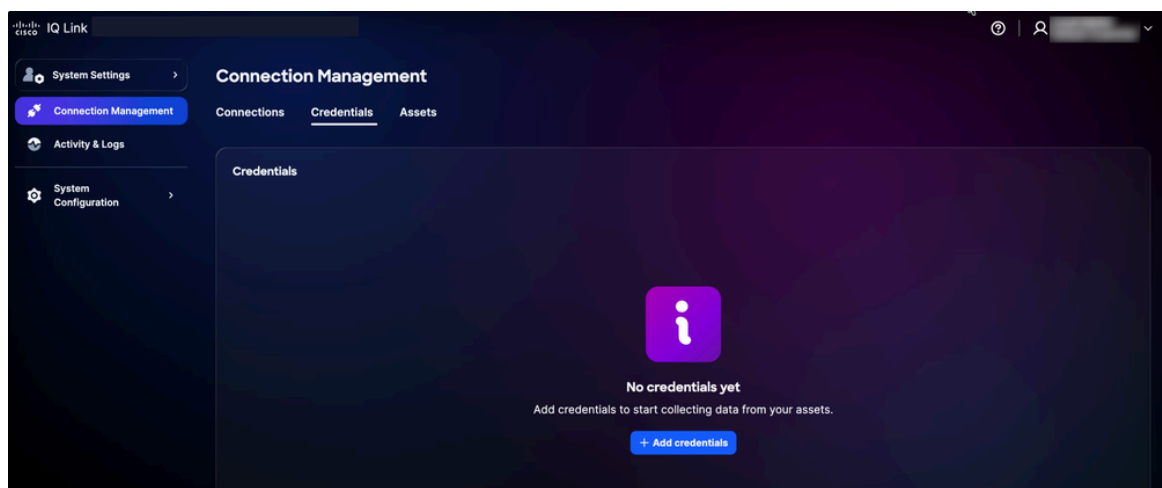 cisco IQ Link
System Settings
Connection Management
Activity & Logs
System
Configuration
Connection Management
Connections Credentials Assets
Credentials
No credentials yet
Add credentials to start collecting data from your assets.
+ Add credentials